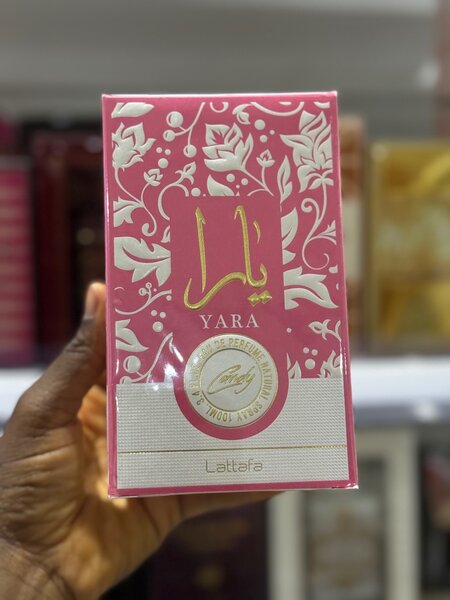 يارا
YARA
EAU DE PERFUME NATURAL SPRAY 100ML 3.4
Candy
Lattafa